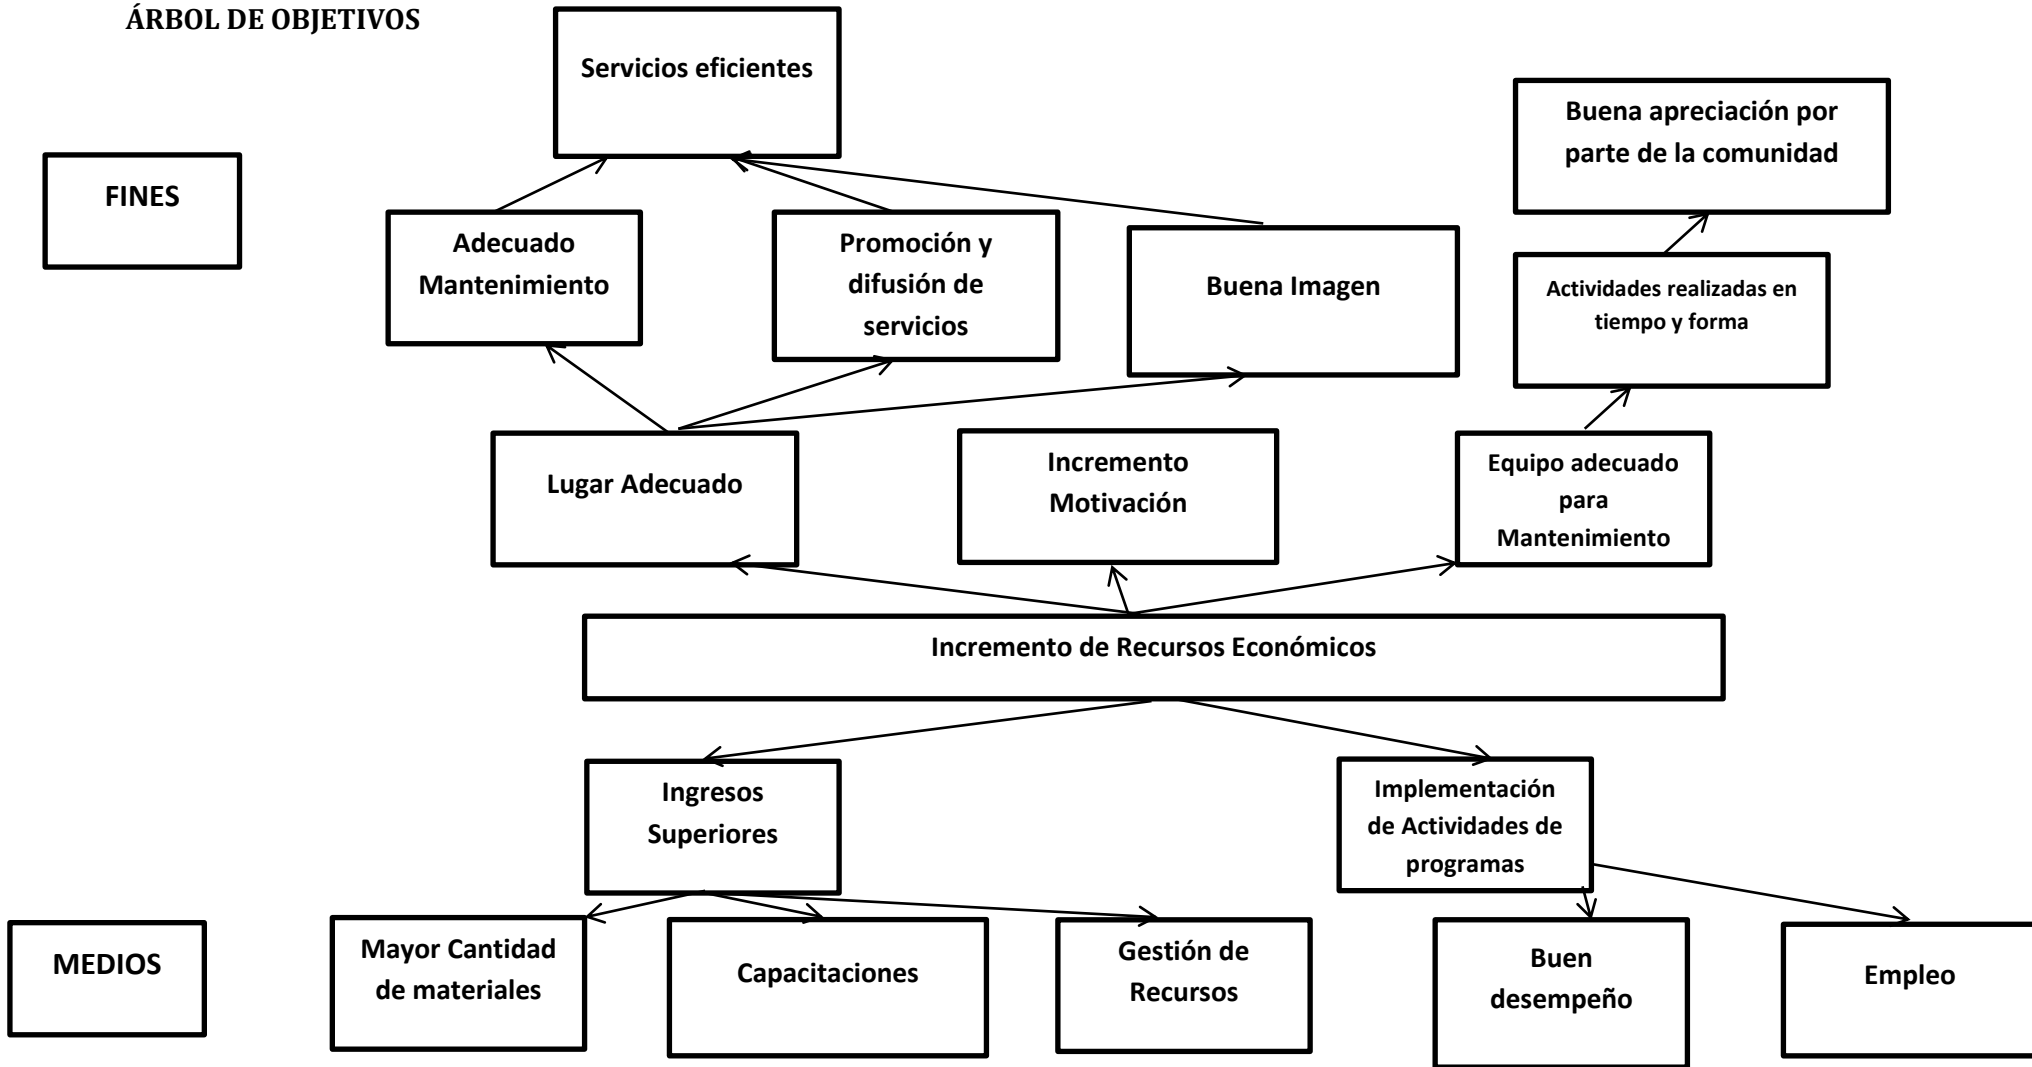 ÁRBOL DE OBJETIVOS
Servicios eficientes
Buena apreciación por
parte de la comunidad
FINES
Adecuado
Mantenimiento
Promoción y
difusión de
servicios
Buena Imagen
Actividades realizadas en
tiempo y forma
Lugar Adecuado
Incremento
Motivación
Equipo adecuado
para
Mantenimiento
Incremento de Recursos Económicos
Ingresos
Superiores
Implementación
de Actividades de
programas
MEDIOS
Mayor Cantidad
de materiales
Capacitaciones
Gestión de
Recursos
Buen
desempeño
Empleo